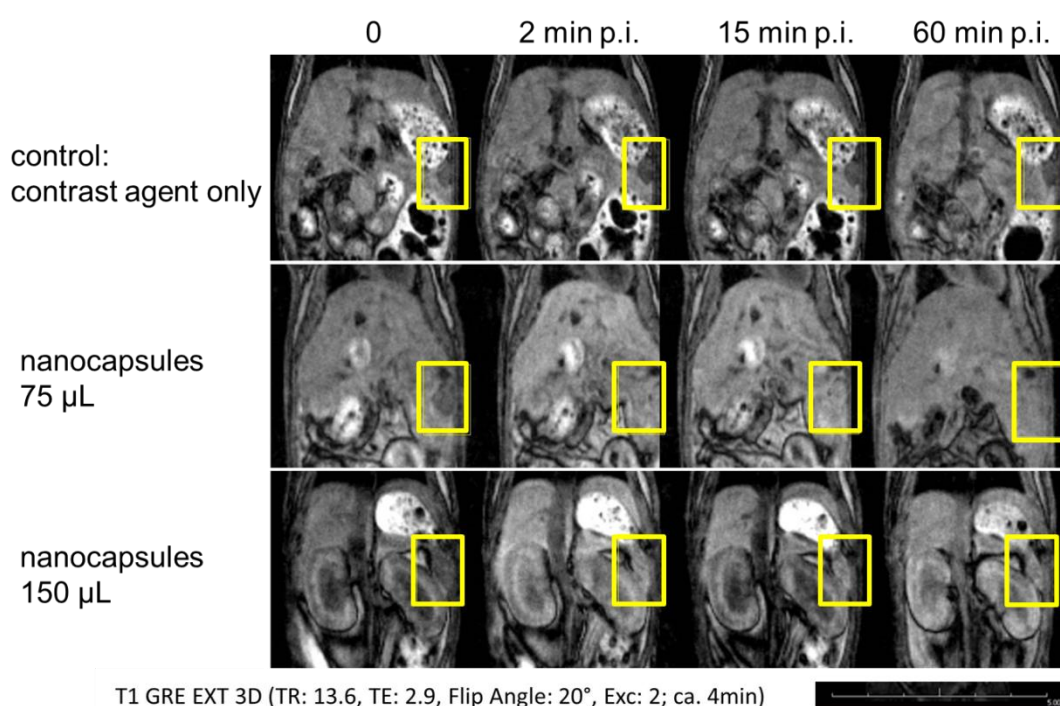 0 2 min p.i. 15 min p.i. 60 min p.i.
control:
contrast agent only
nanocapsules
75 µL
nanocapsules
150 µL
T1 GRE EXT 3D (TR: 13.6, TE: 2.9, Flip Angle: 20°, Exc: 2; ca. 4min)